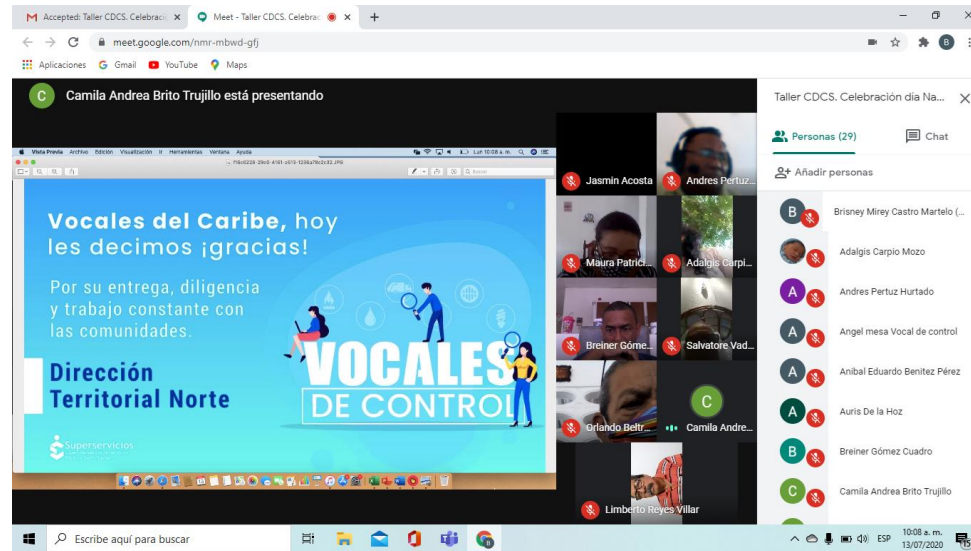 Accepted: Taller CDCS. Celebraci
Meet - Taller CDCS. Celebrac
meet.google.com/nmr-mbwd-gfj
B
Aplicaciones
Gmail
YouTube
Maps
C
Camila Andrea Brito Trujillo está presentando
Vista Previa Archivo Edición Visualización Ir Herramientas Ventana Ayuda
Lun 10:08 a. m.
Buscar
Vocales del Caribe, hoy
les decimos ¡gracias!
Por su entrega, diligencia
y trabajo constante con
las comunidades.
Dirección
Territorial Norte
VOCALES
DE CONTROL
Superservicios
Jasmin Acosta
Andres Pertuz...
Maura Patrici...
Adalgis Carpi...
Breiner Góme...
Salvatore Vad...
Orlando Beltr...
C
Camila Andre...
Limberto Reyes Villar
Taller CDCS. Celebración día Na...
Personas (29)
Chat
Añadir personas
B
Brisney Mirey Castro Martelo (...
Adalgis Carpio Mozo
A
Andres Pertuz Hurtado
A
Angel mesa Vocal de control
A
Anibal Eduardo Benitez Pérez
A
Auris De la Hoz
B
Breiner Gómez Cuadro
C
Camila Andrea Brito Trujillo
Escribe aquí para buscar
ESP
10:08 a. m.
13/07/2020